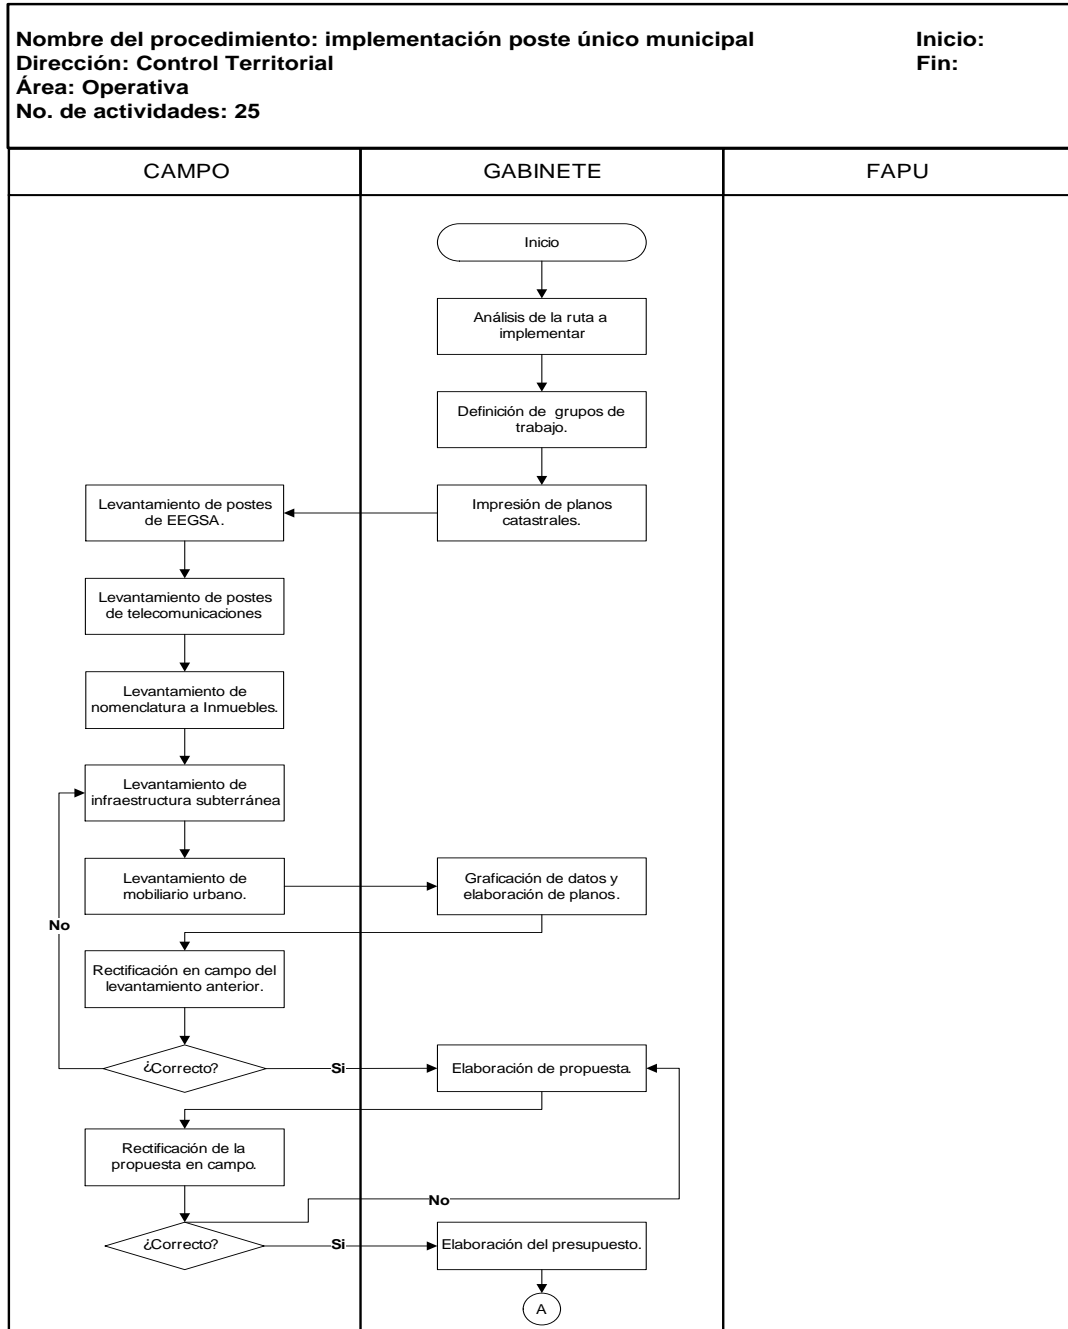 Nombre del procedimiento: implementación poste único municipal
Inicio:
Dirección: Control Territorial
Fin:
Área: Operativa
No. de actividades: 25
CAMPO
GABINETE
FAPU
Inicio
Análisis de la ruta a
implementar
Definición de grupos de
trabajo.
Impresión de planos
catastrales.
Levantamiento de postes
de EEGSA.
Levantamiento de postes
de telecomunicaciones
Levantamiento de
nomenclatura a Inmuebles.
Levantamiento de
infraestructura subterránea
Levantamiento de
mobiliario urbano.
Graficación de datos y
elaboración de planos.
No
Rectificación en campo del
levantamiento anterior.
¿Correcto?
Si
Elaboración de propuesta.
Rectificación de la
propuesta en campo.
No
¿Correcto?
Si
Elaboración del presupuesto.
A